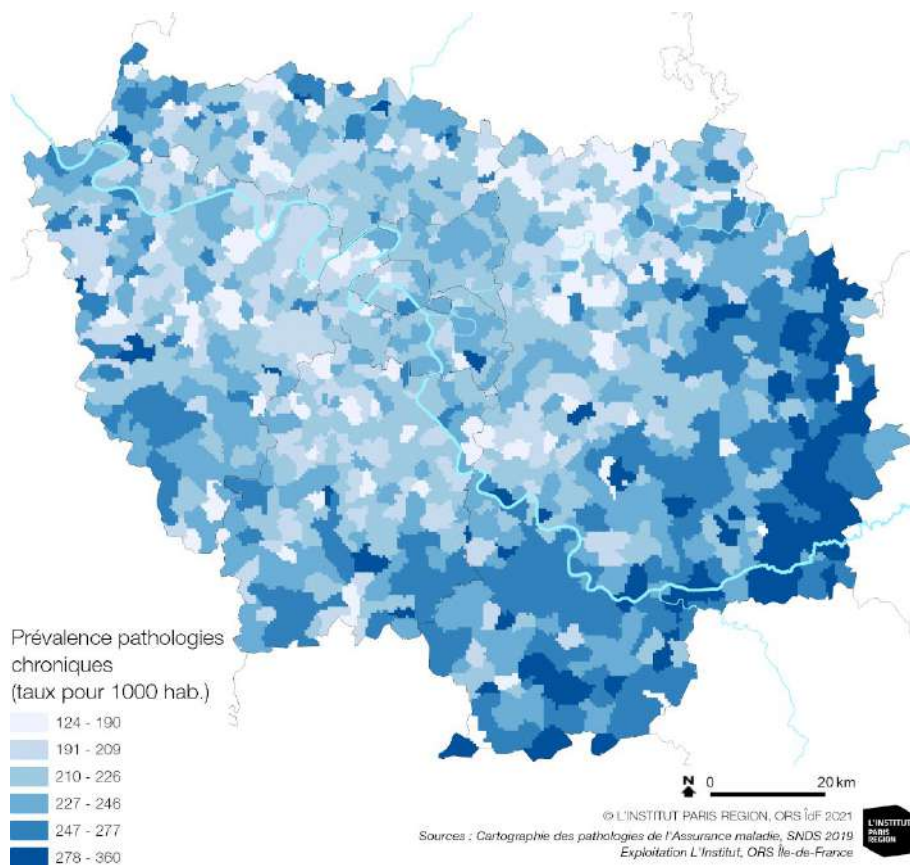 Prévalence pathologies
chroniques
(taux pour 1000 hab.)
124 - 190
191 - 209
210 - 226
227 - 246
247 - 277
278 - 360
N 0 20 km
© L'INSTITUT PARIS REGION, ORS ÎdF 2021
Sources : Cartographie des pathologies de l'Assurance maladie, SNDS 2019
Exploitation L'Institut, ORS Île-de-France
L'INSTITUT
PARIS
REGION